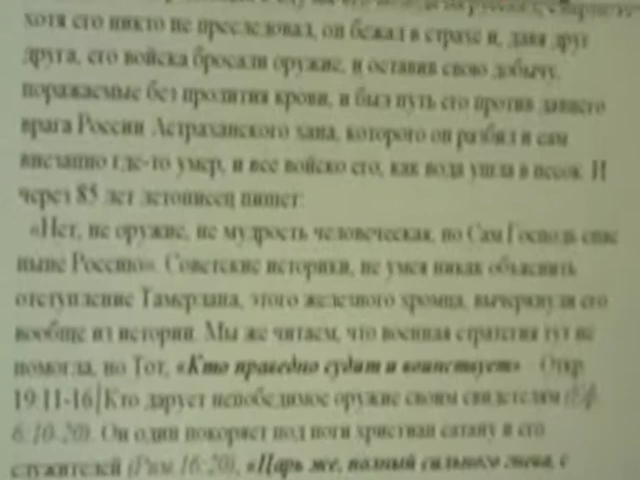 хотя его никто не преследовал, он бежал в страхе и, давя друг
друга, его войска бросали оружие, и оставив свою добычу,
поражаемые без пролития крови, и был путь его против давнего
врага России Астраханского хана, которого он разбил и сам
внезапно где-то умер, и все войско его, как вода ушла в песок. И
через 85 лет летописец пишет:
«Нет, не оружие, не мудрость человеческая, но Сам Господь спас
ныне Россию». Советские историки, не умея никак объяснить
отступление Тамерлана, этого железного хромца, вычеркнули его
вообще из истории. Мы же читаем, что военная стратегия тут не
помогла, но Тот, «Кто праведно судит и воинствует» Откр.
19:11-16 Кто дарует непобедимое оружие своим свидетелям (Еф.
6:10-20). Он один покоряет под ноги христиан сатану и его
служителей (Рим.16:20), «Царь же, полный сильного гнева, с